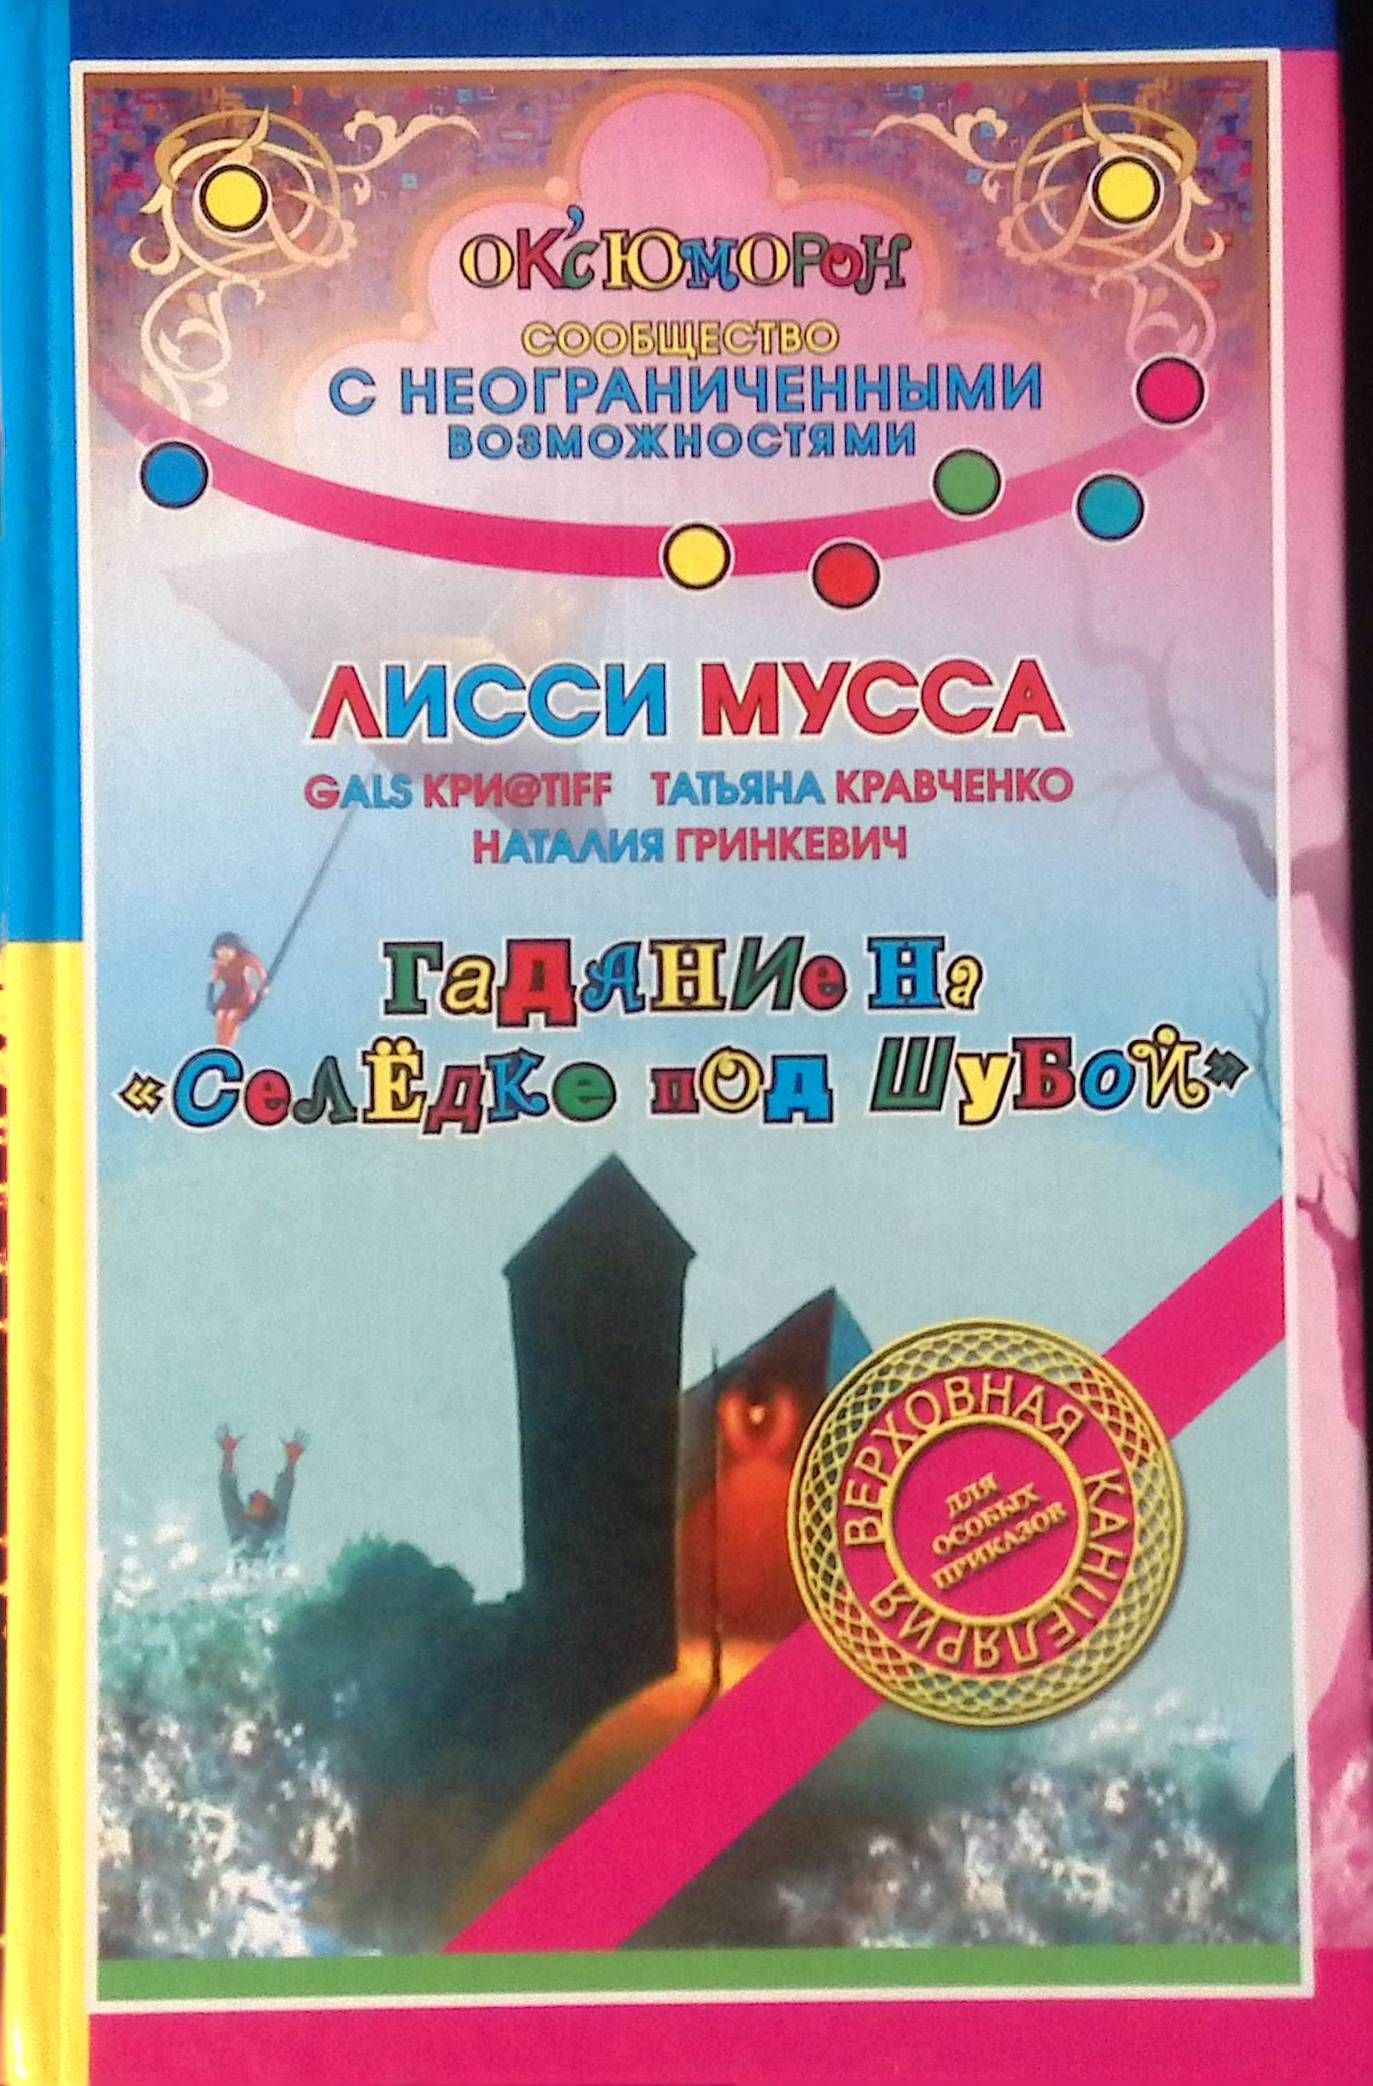 ОК'СЮМОРОН
СООБЩЕСТВО
С НЕОГРАНИЧЕННЫМИ
ВОЗМОЖНОСТЯМИ
ЛИССИ МУССА
GALS КРИ@TIFF ТАТЬЯНА КРАВЧЕНКО
НАТАЛИЯ ГРИНКЕВИЧ
ГаДАНИе На
«СеЛЁдКе под ШуБой»
ВЕРХОВНАЯ КАНЦЕЛЯРИЯ
ДЛЯ
ОСОБЫХ
ПРИКАЗОВ